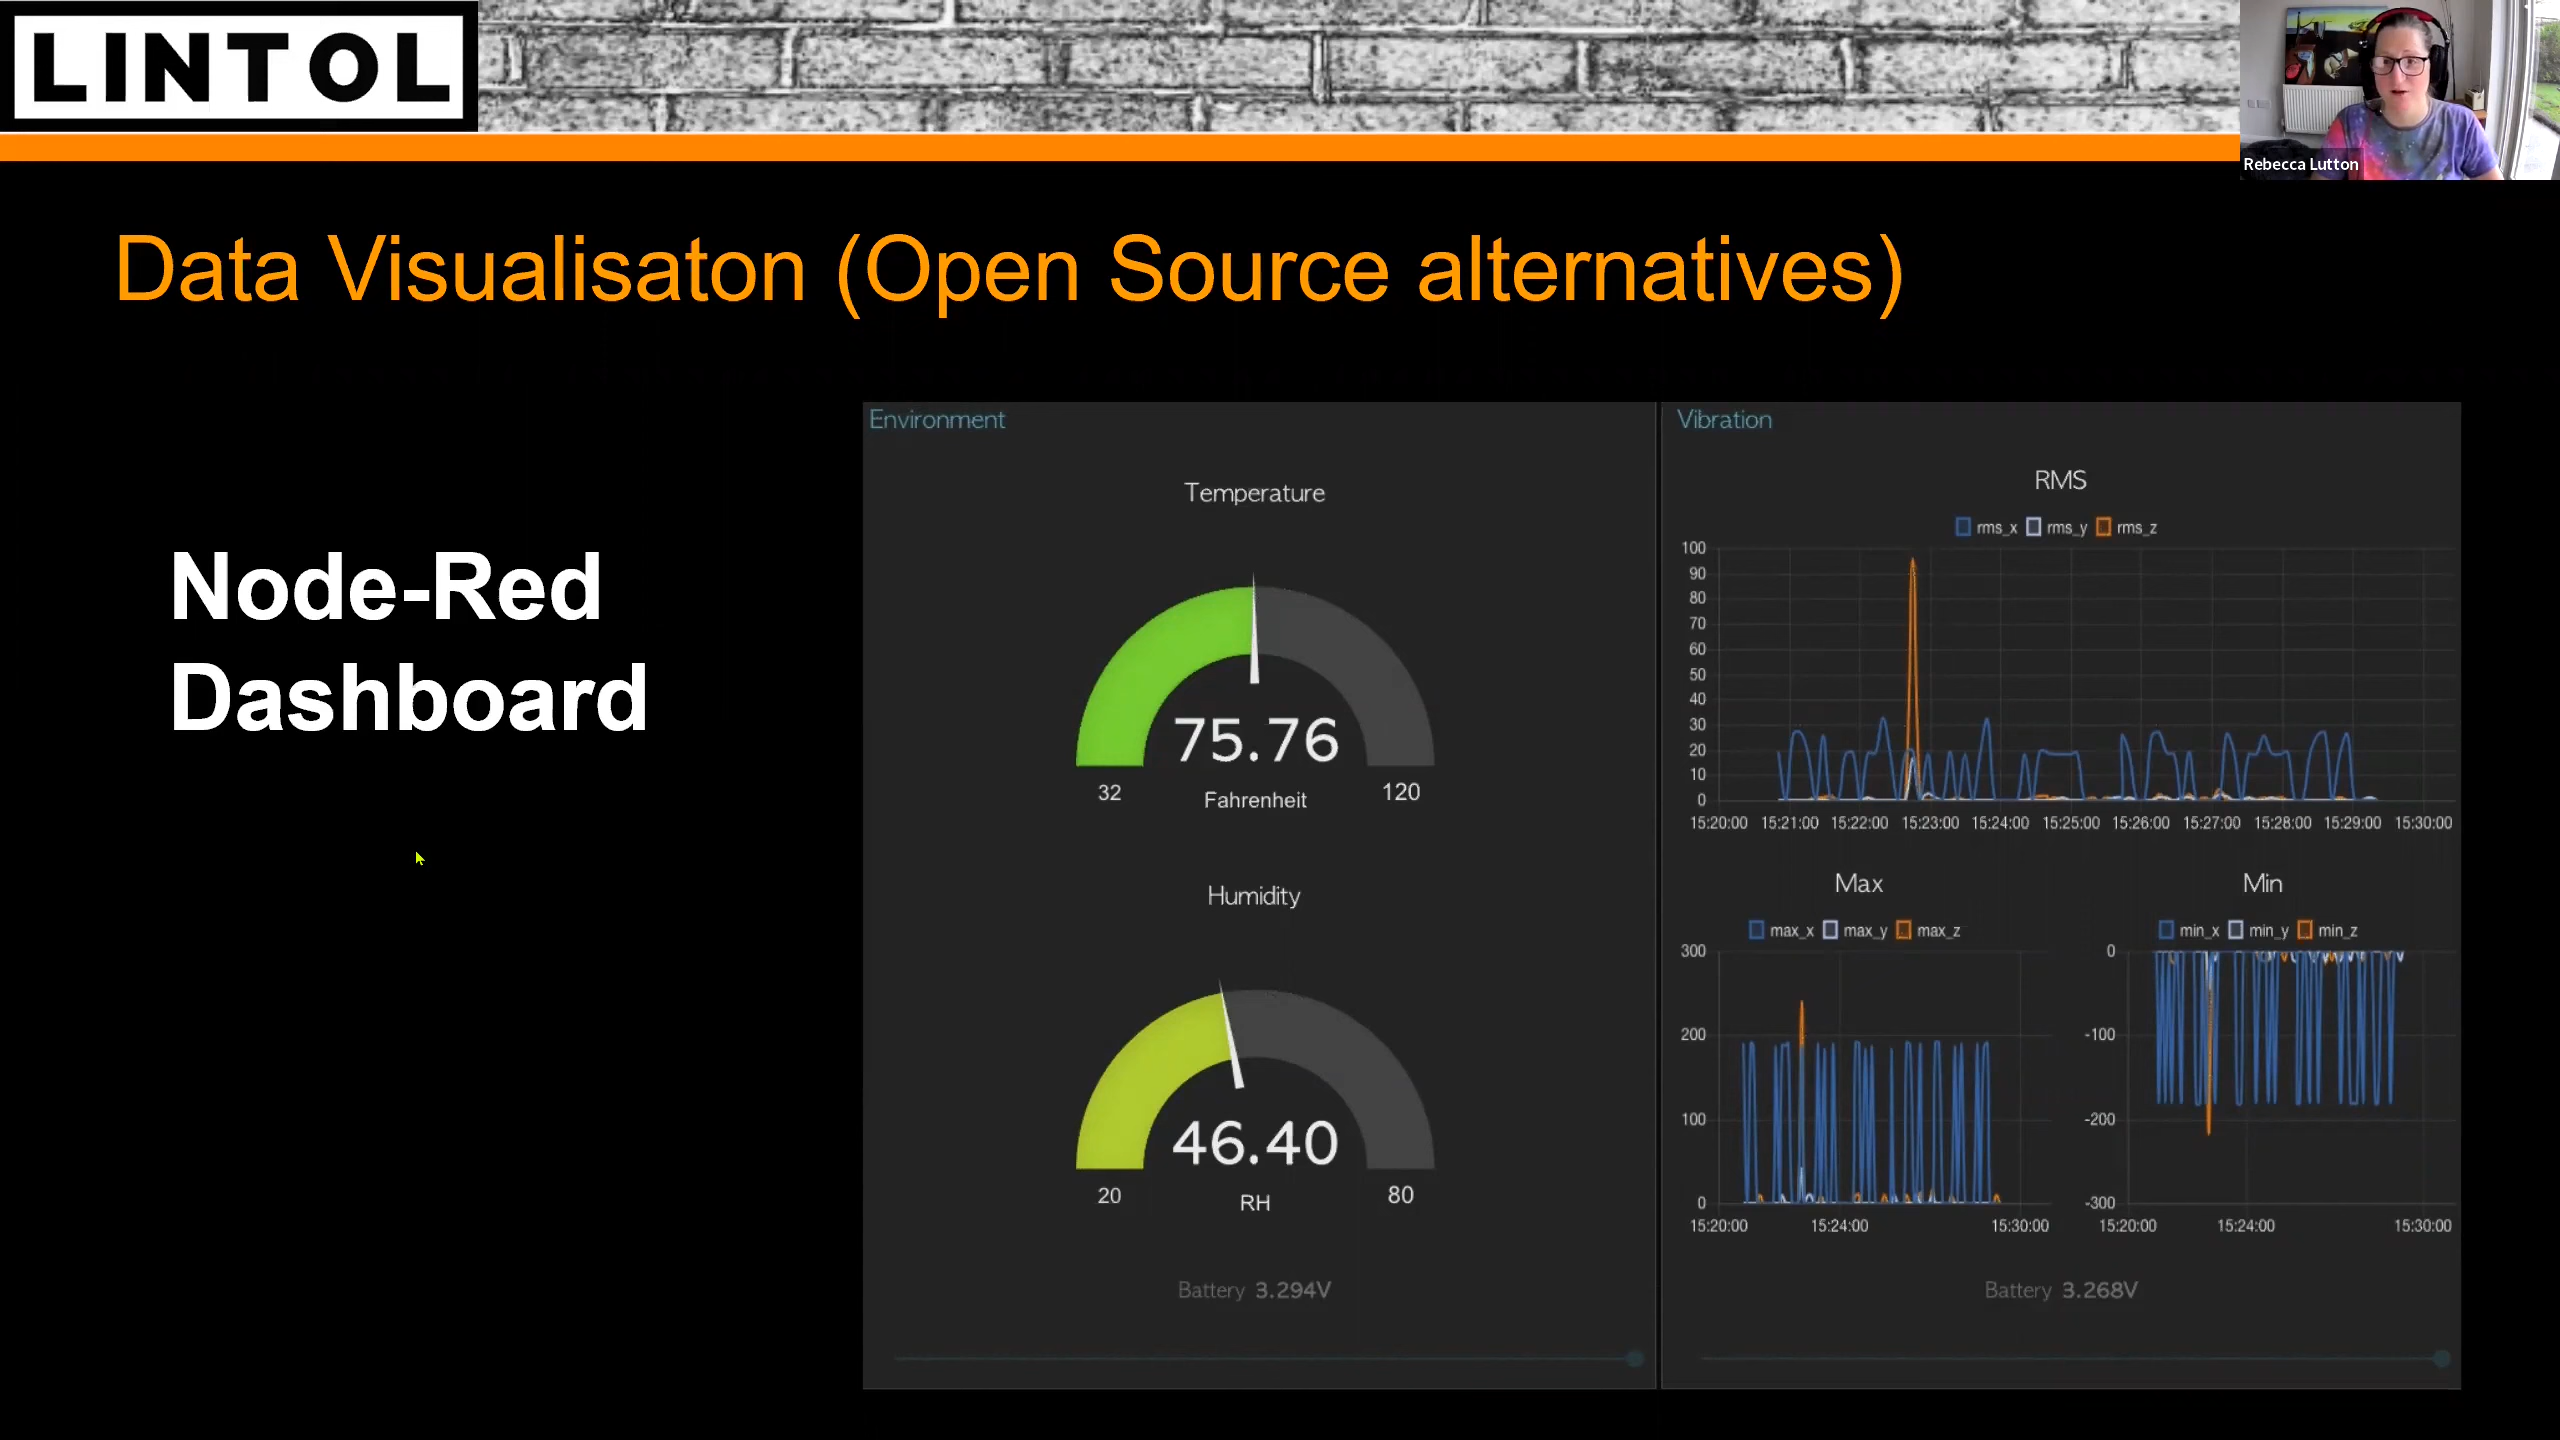 LINTOL
Rebecca Lutton
Data Visualisaton (Open Source alternatives)
Node-Red
Dashboard
Environment
Temperature
75.76
32
Fahrenheit
120
Humidity
46.40
20
RH
80
Battery 3.294V
Vibration
RMS
rms_x rms_y rms_z
100
90
80
70
60
50
40
30
20
10
0
15:20:00 15:21:00 15:22:00 15:23:00 15:24:00 15:25:00 15:26:00 15:27:00 15:28:00 15:29:00 15:30:00
Max
max_x max_y max_z
300
200
100
0
15:20:00 15:24:00 15:30:00
Min
min_x min_y min_z
0
-100
-200
-300
15:20:00 15:24:00 15:30:00
Battery 3.268V